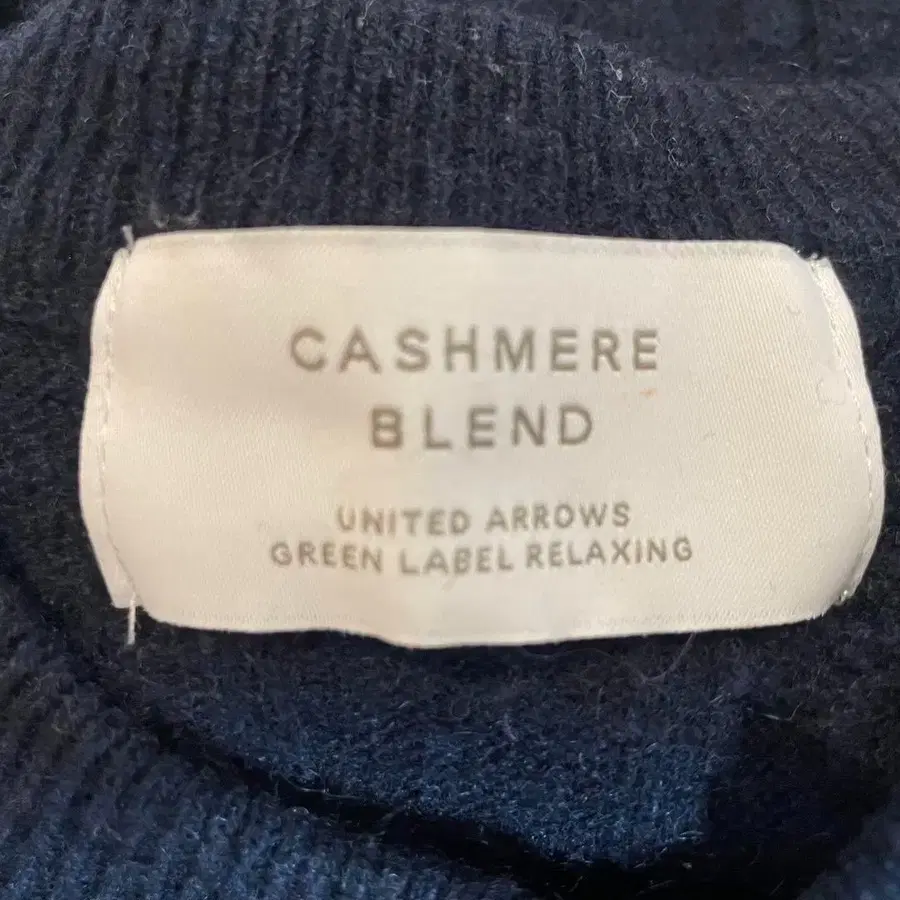 CASHMERE
BLEND
UNITED ARROWS
GREEN LABEL RELAXING